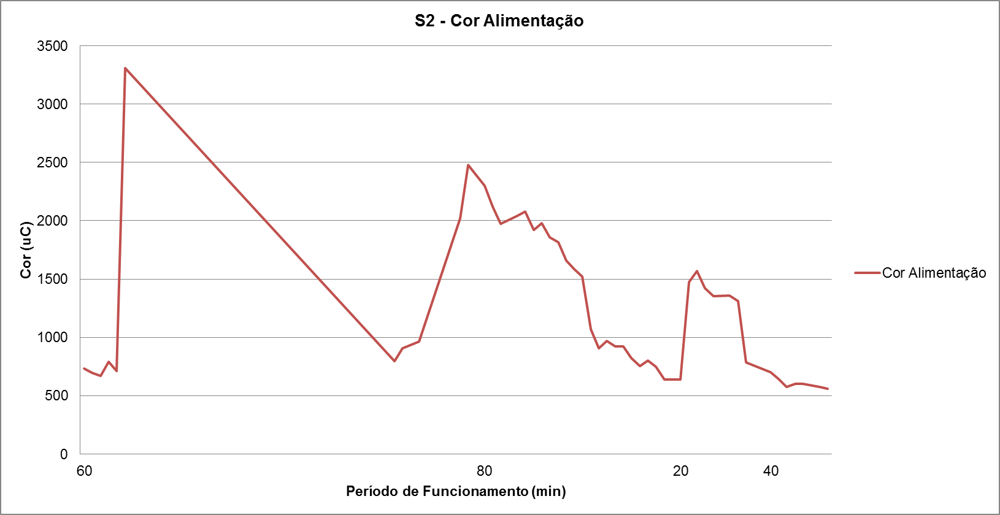 S2 - Cor Alimentação
3500
3000
2500
2000
1500
1000
500
0
Cor (uC)
60 80 20 40
Período de Funcionamento (min)
Cor Alimentação